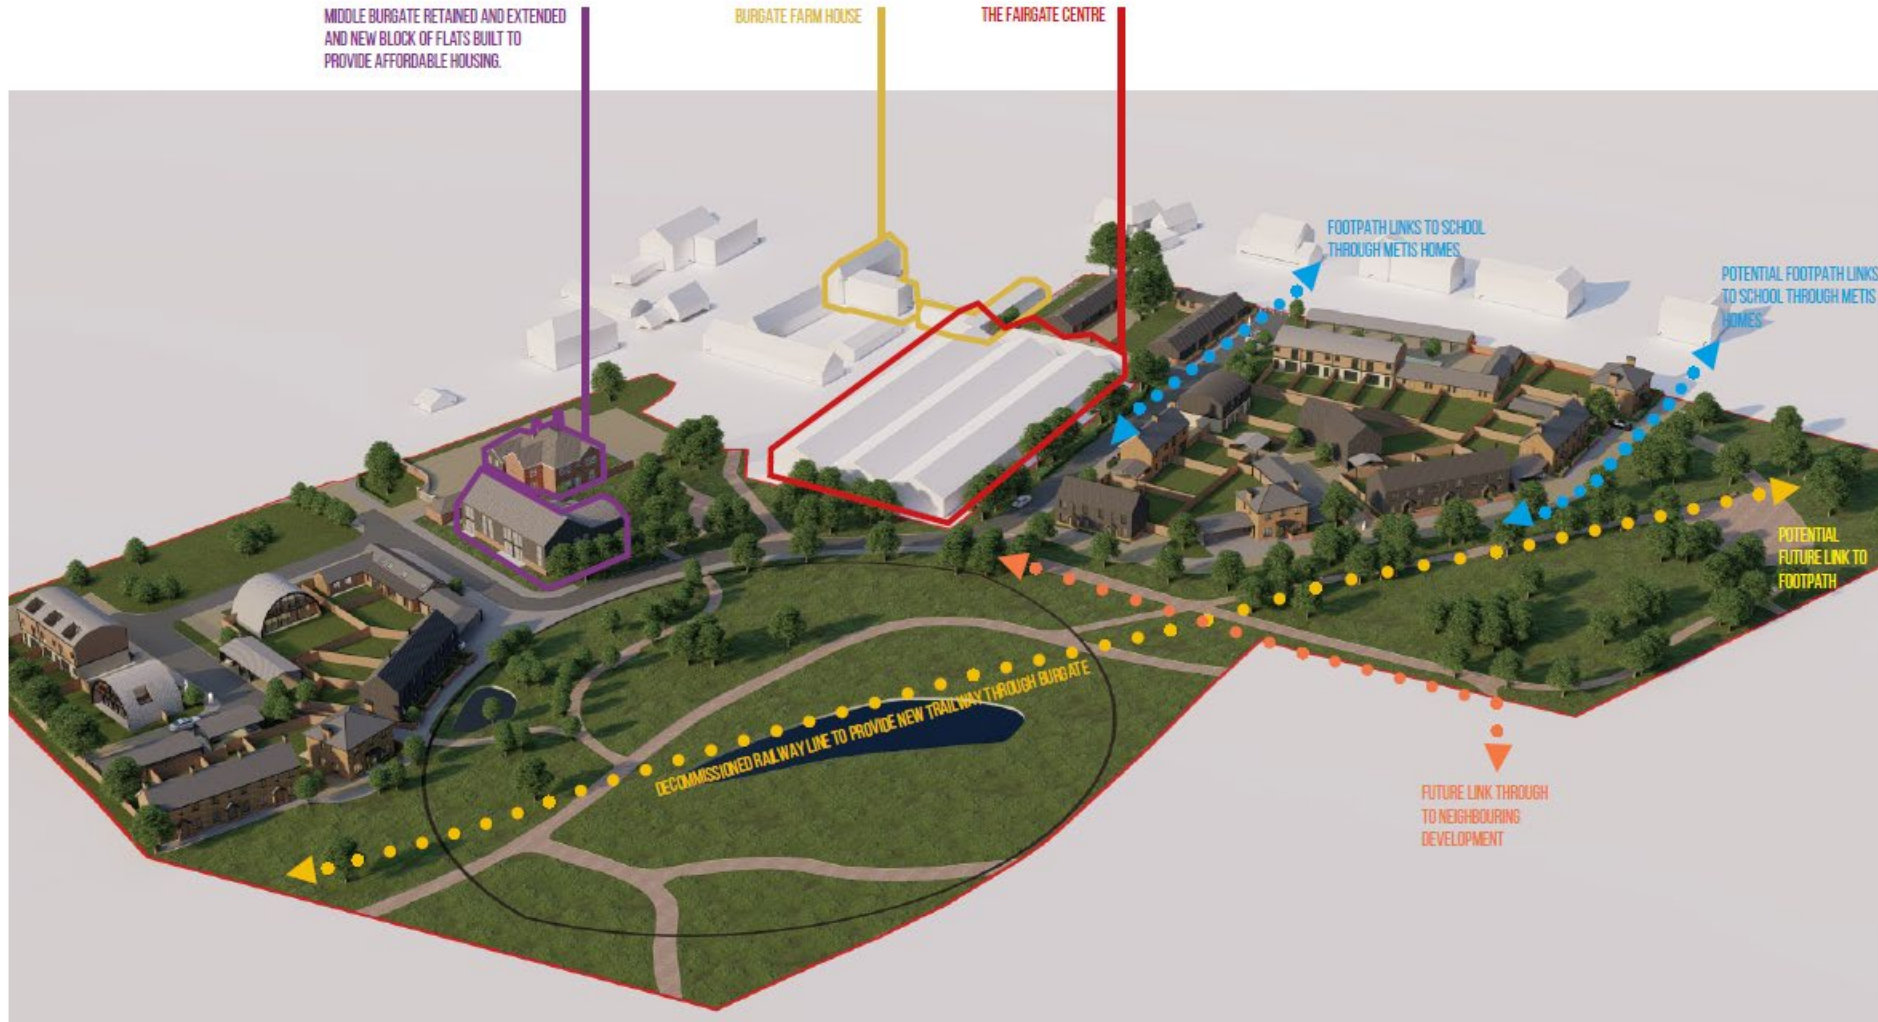 MIDDLE BURGATE RETAINED AND EXTENDED
AND NEW BLOCK OF FLATS BUILT TO
PROVIDE AFFORDABLE HOUSING.
BURGATE FARM HOUSE
THE FAIRGATE CENTRE
FOOTPATH LINKS TO SCHOOL
THROUGH METIS HOMES
POTENTIAL FOOTPATH LINKS
TO SCHOOL THROUGH METIS
HOMES
POTENTIAL
FUTURE LINK TO
FOOTPATH
DECOMMISSIONED RAILWAY LINE TO PROVIDE NEW TRAILWAY THROUGH BURGATE
FUTURE LINK THROUGH
TO NEIGHBOURING
DEVELOPMENT